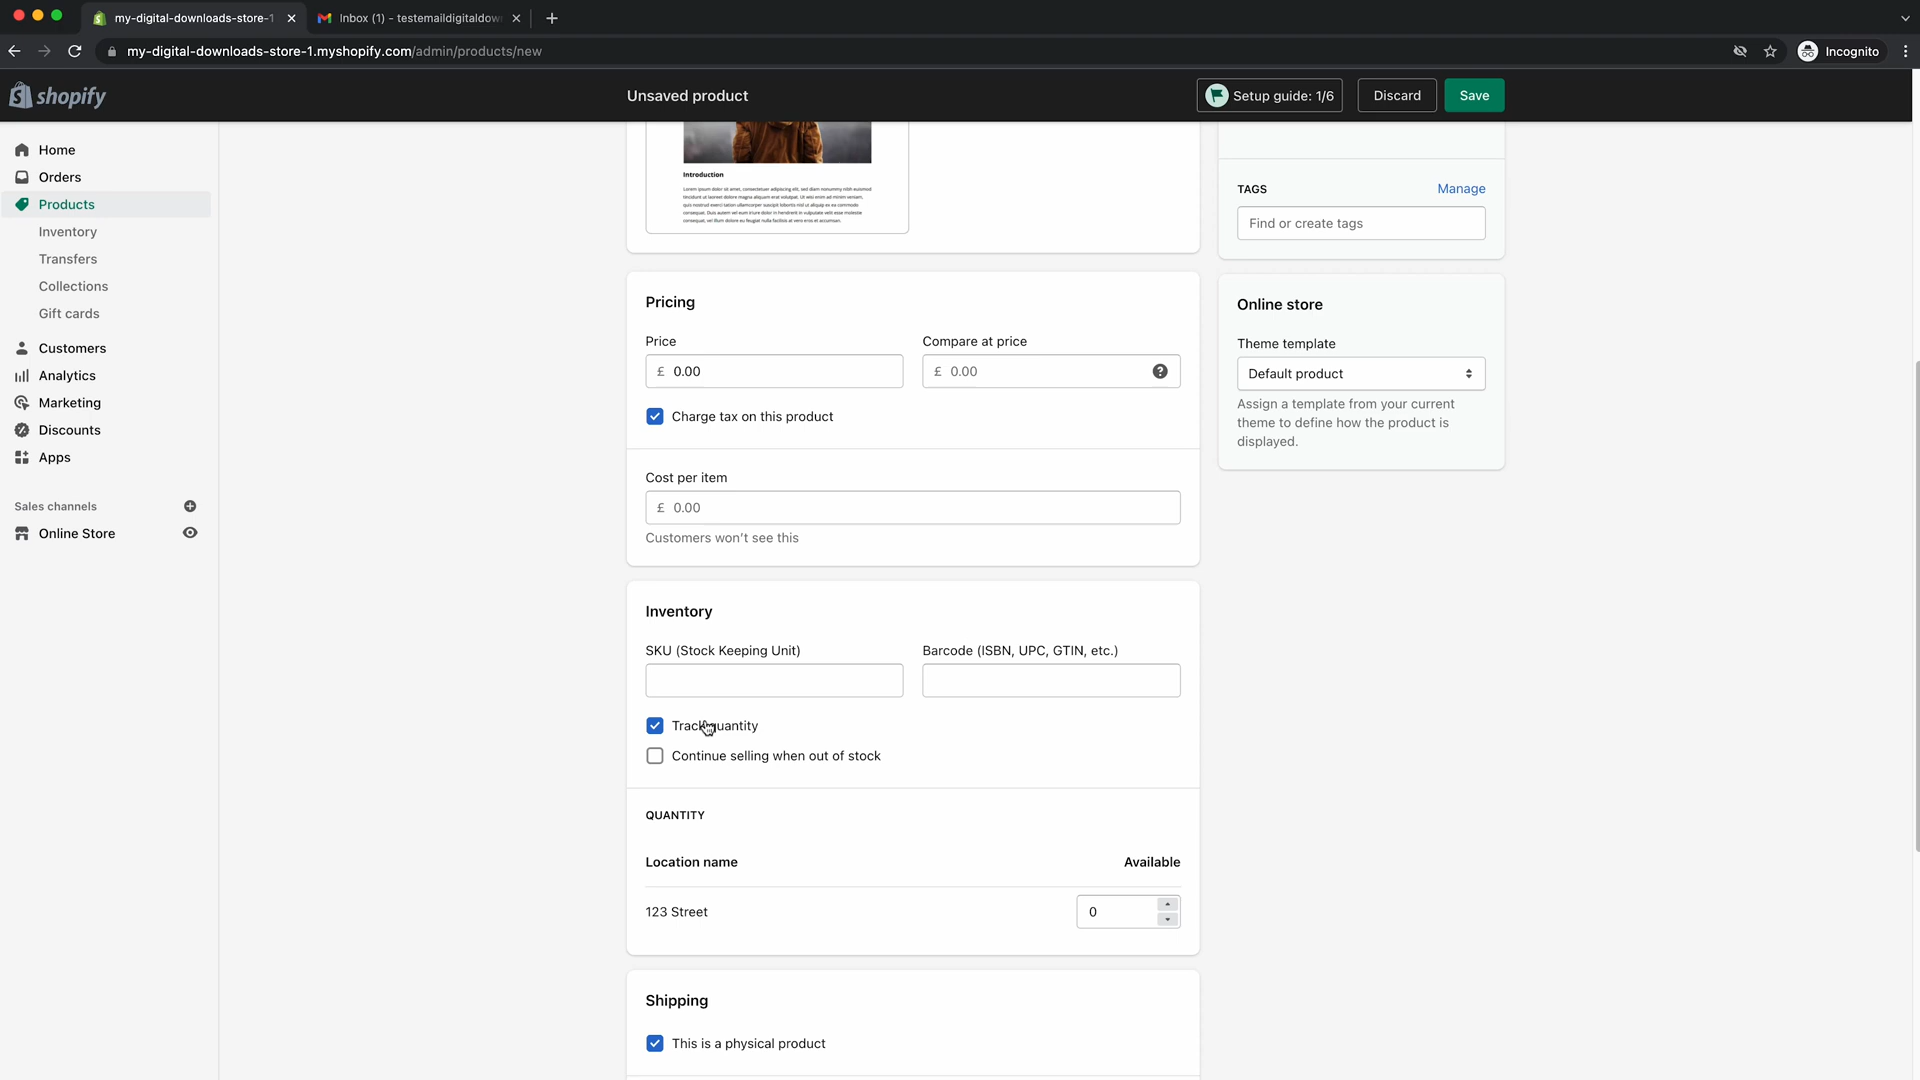 my-digital-downloads-store-1
Inbox (1) - testemaildigitaldow
my-digital-downloads-store-1.myshopify.com/admin/products/new
Incognito
shopify
Unsaved product
Setup guide: 1/6
Discard
Save
Home
Orders
Products
Inventory
Transfers
Collections
Gift cards
Customers
Analytics
Marketing
Discounts
Apps
Sales channels
Online Store
Introduction
Pricing
Price
Compare at price
£ 0.00
£ 0.00
Charge tax on this product
Cost per item
£ 0.00
Customers won't see this
Inventory
SKU (Stock Keeping Unit)
Barcode (ISBN, UPC, GTIN, etc.)
Track quantity
Continue selling when out of stock
QUANTITY
Location name
Available
123 Street
0
Shipping
This is a physical product
TAGS
Manage
Find or create tags
Online store
Theme template
Default product
Assign a template from your current
theme to define how the product is
displayed.